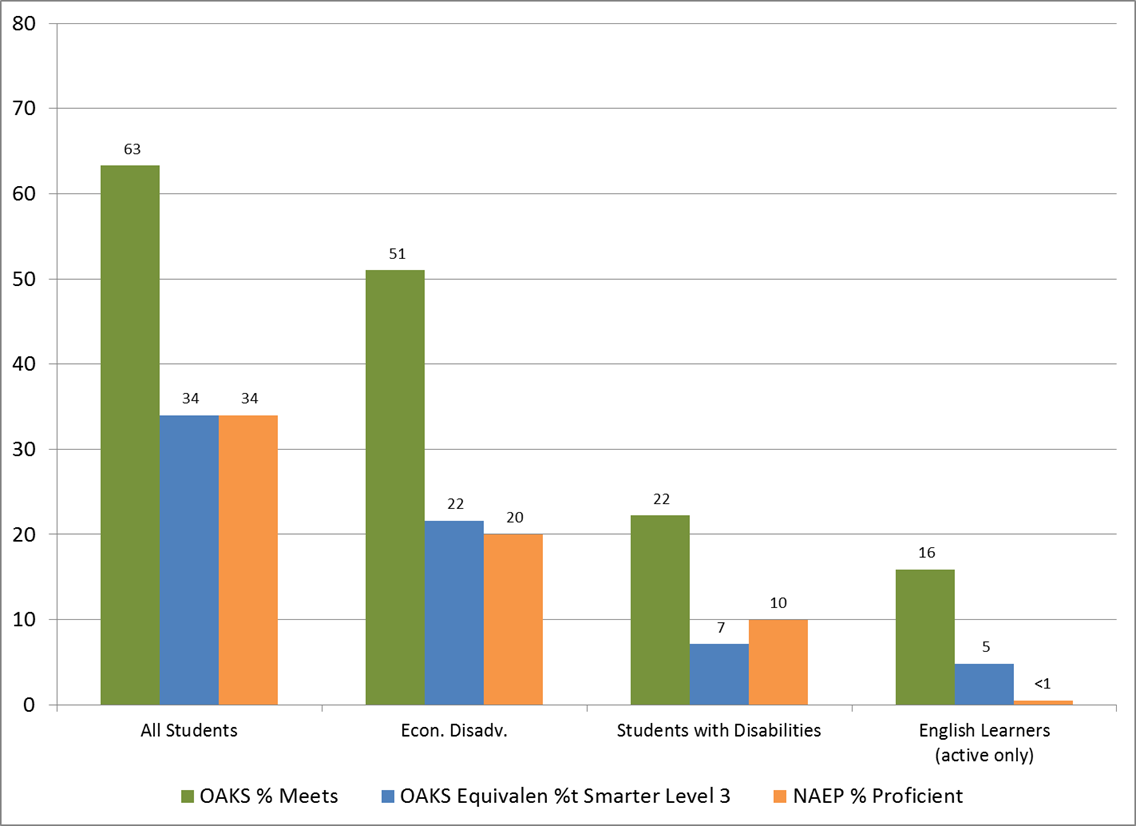 80
70
60
50
40
30
20
10
0
63
34
34
51
22
20
22
7
10
16
5
<1
All Students
Econ. Disadv.
Students with Disabilities
English Learners
(active only)
OAKS % Meets
OAKS Equivalen %t Smarter Level 3
NAEP % Proficient